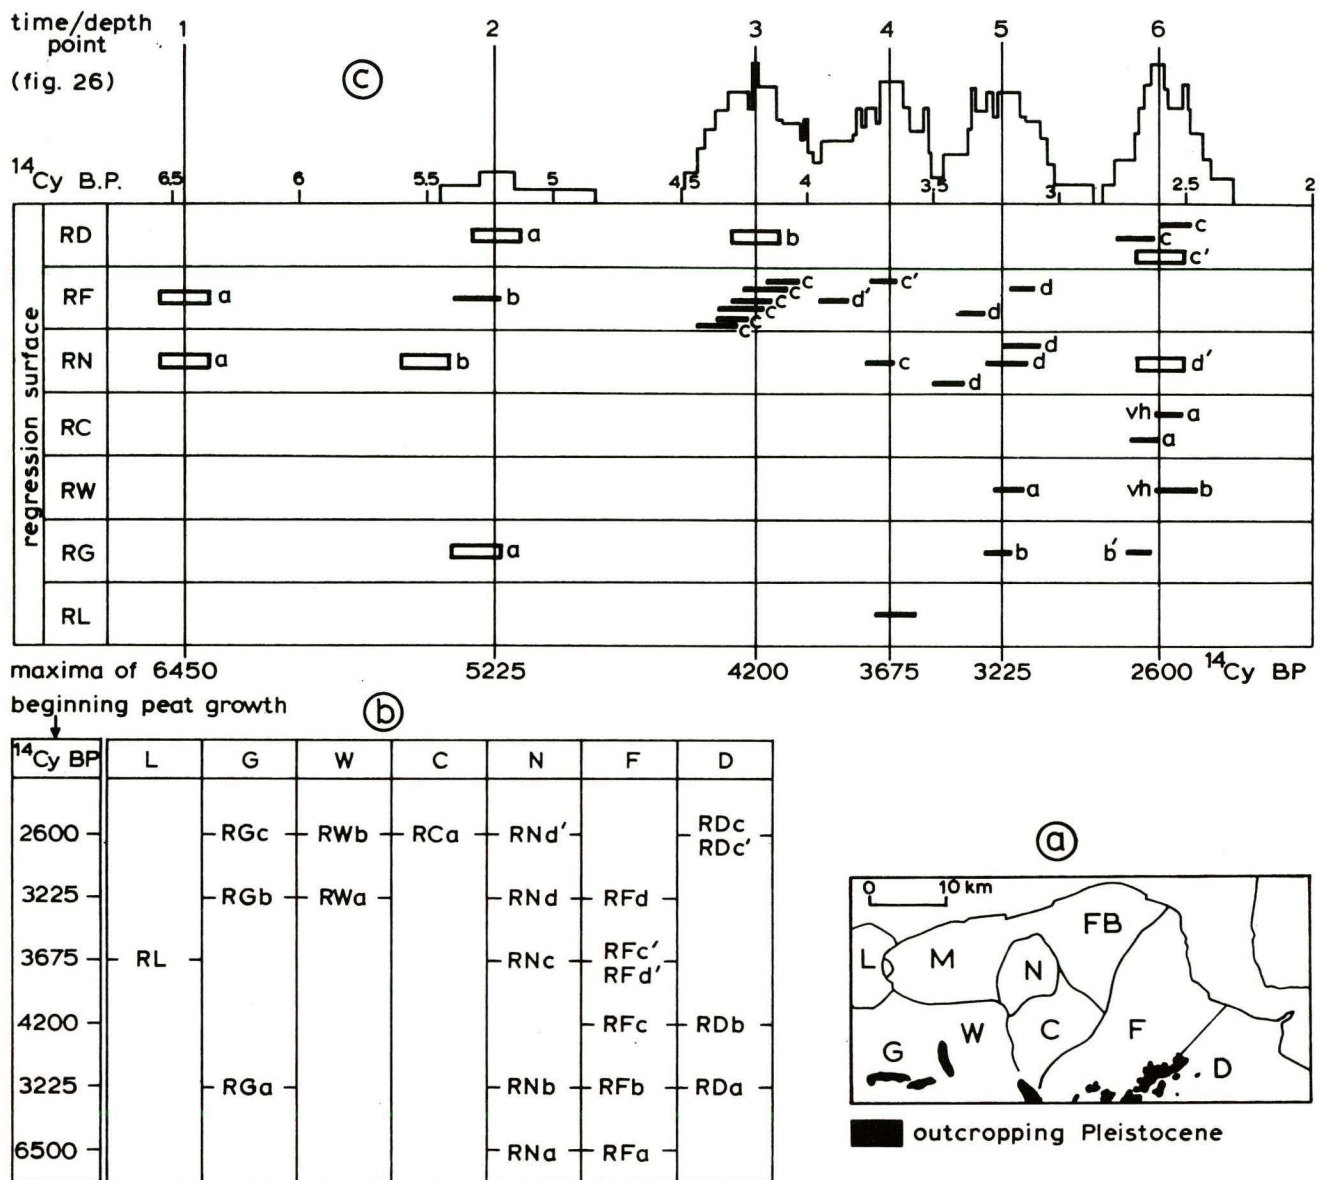 time/depth point 1 2 3 4 5 6
(fig. 26) c
14Cy B.P. 6.5 6 5.5 5 4.5 4 3.5 3 2.5 2
regression surface
RD a b c c c'
RF a b c c c c c c d' c' d d
RN a b c d d d d'
RC vh a a
RW a vh b
RG a b b'
RL
maxima of 6450 5225 4200 3675 3225 2600 14Cy BP
beginning peat growth b
14Cy BP L G W C N F D
2600 RGc RWb RCa RNd' RDc
RDc'
3225 RGb RWa RNd RFd
3675 RL RNc RFc'
RFd'
4200 RFc RDb
3225 RGa RNb RFb RDa
6500 RNa RFa
a
0 10 km
L M N FB
G W C F D
outcropping Pleistocene